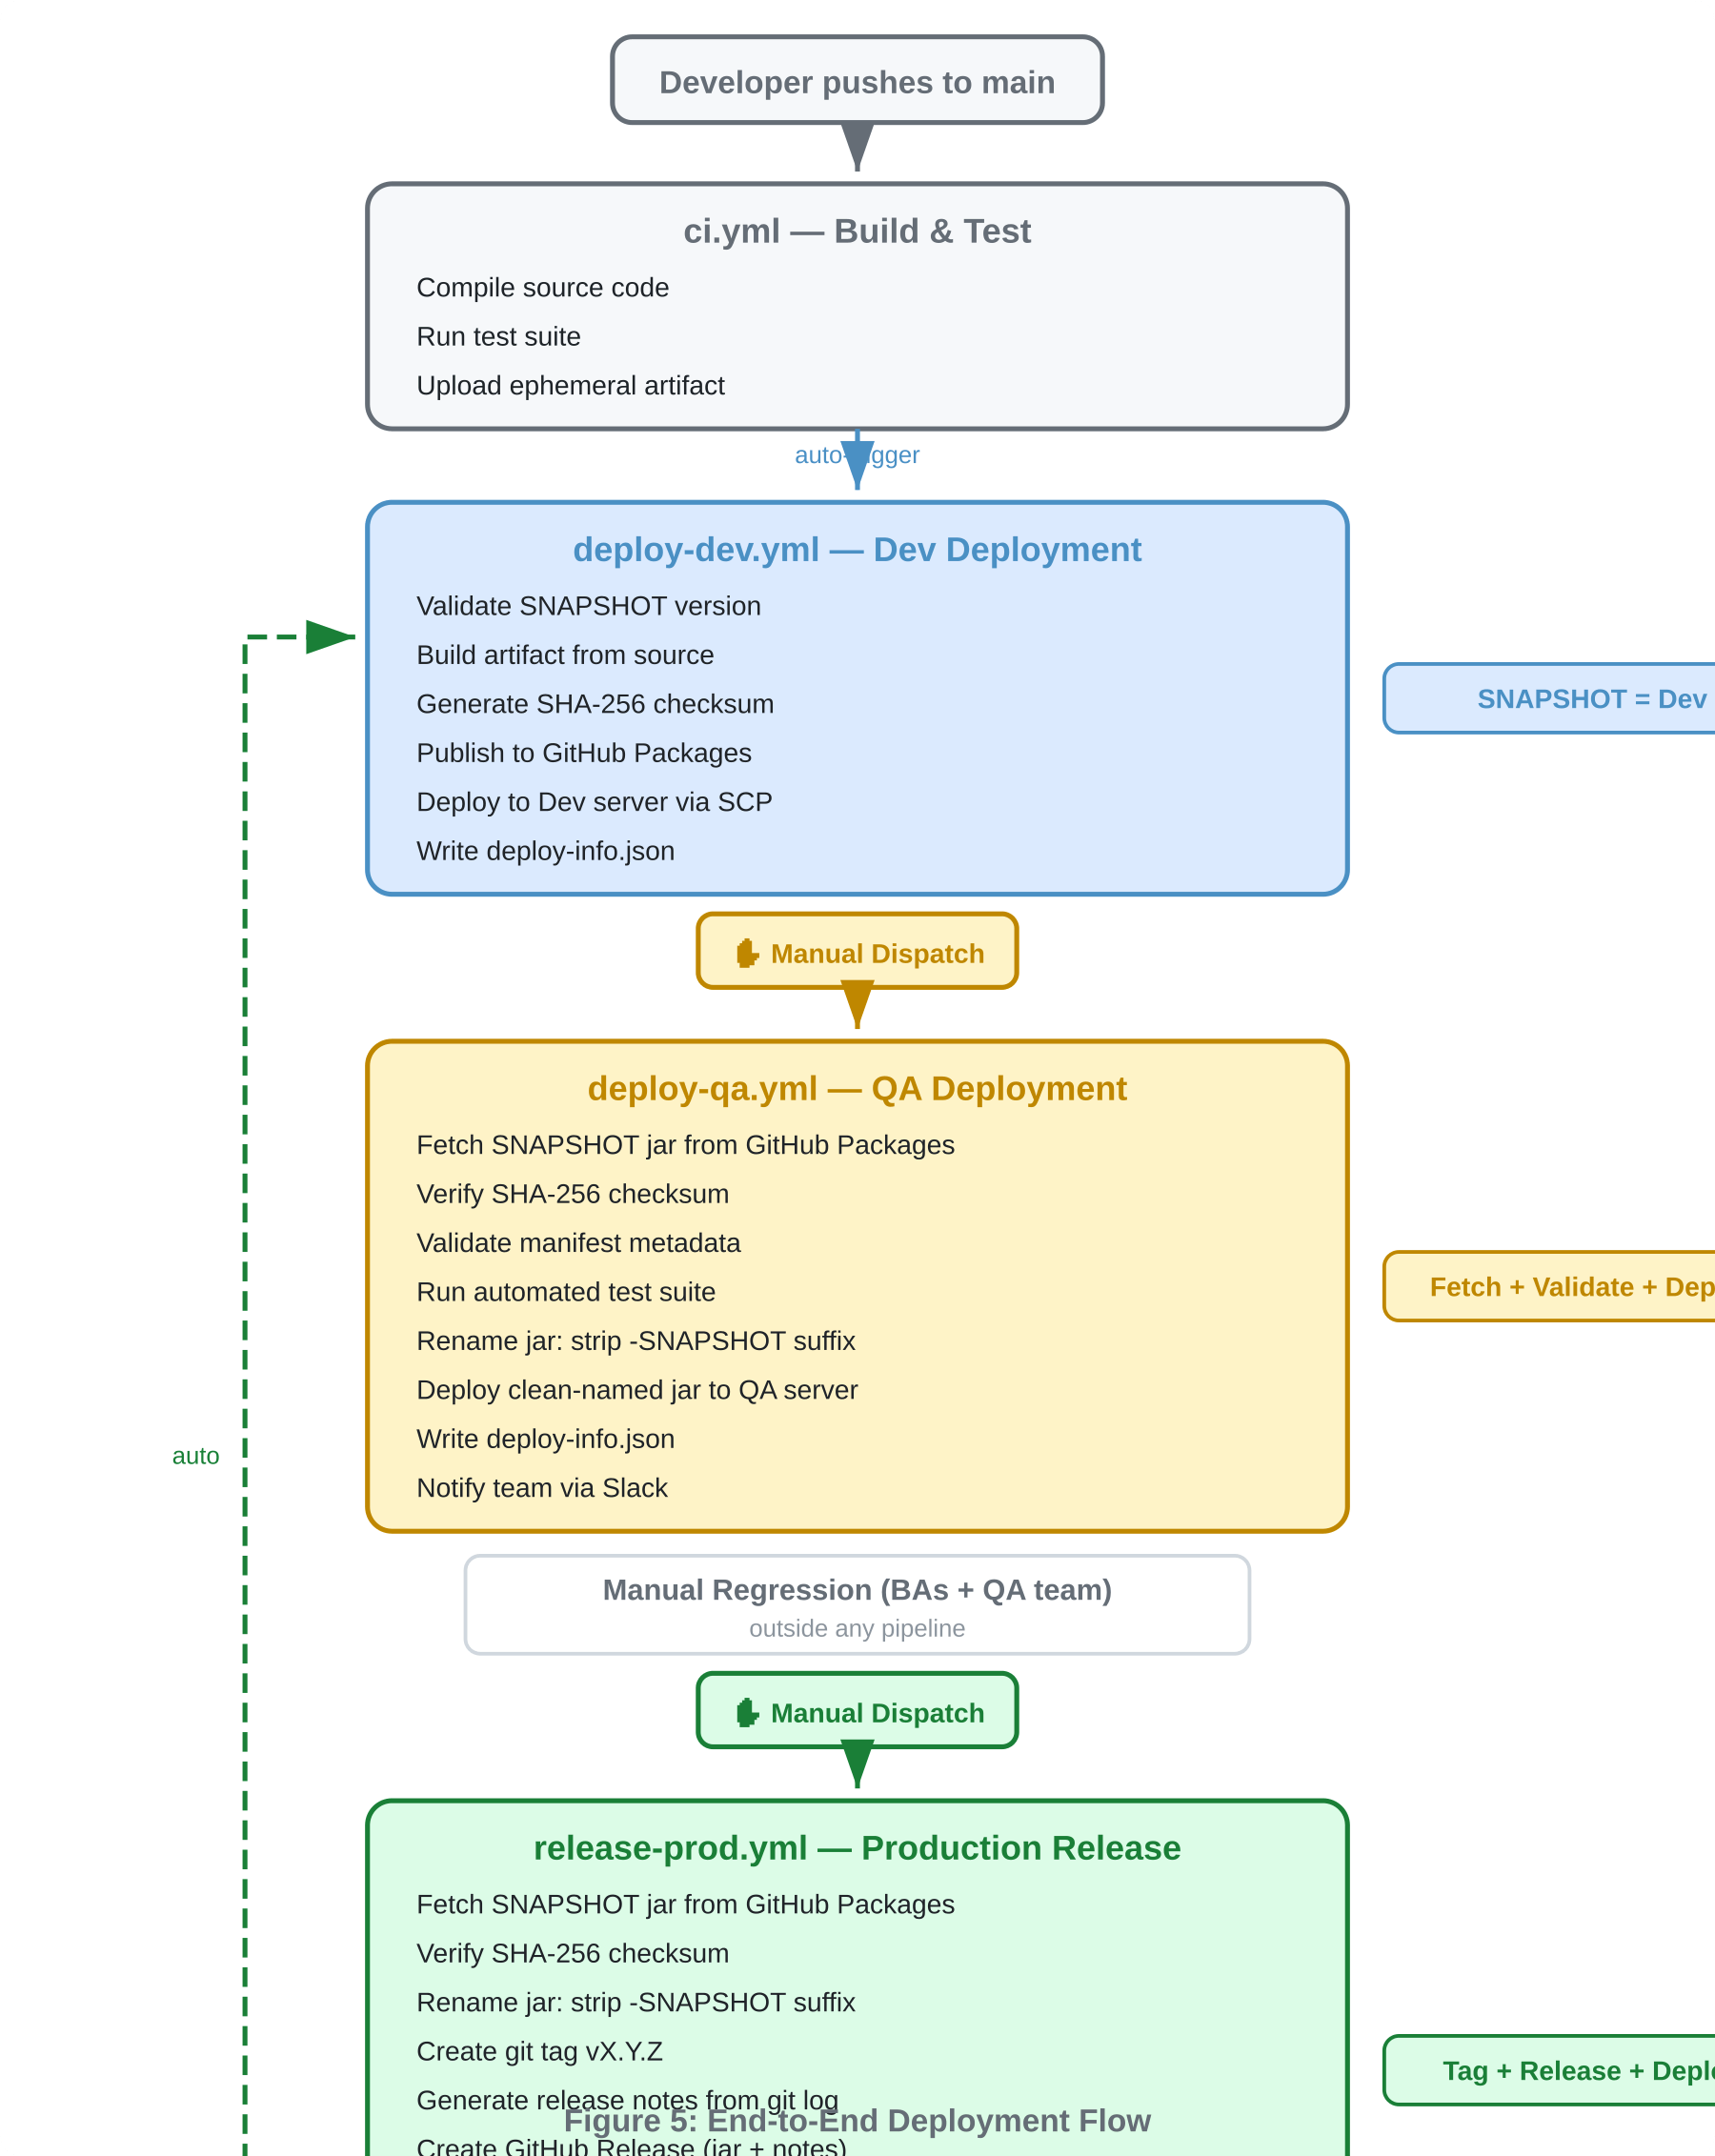 Developer pushes to main
ci.yml — Build & Test
Compile source code
Run test suite
Upload ephemeral artifact
auto-trigger
deploy-dev.yml — Dev Deployment
Validate SNAPSHOT version
Build artifact from source
Generate SHA-256 checksum
SNAPSHOT = Dev
Publish to GitHub Packages
Deploy to Dev server via SCP
Write deploy-info.json
✋ Manual Dispatch
deploy-qa.yml — QA Deployment
Fetch SNAPSHOT jar from GitHub Packages
Verify SHA-256 checksum
Validate manifest metadata
Run automated test suite
Fetch + Validate + Dep
Rename jar: strip -SNAPSHOT suffix
Deploy clean-named jar to QA server
Write deploy-info.json
auto
Notify team via Slack
Manual Regression (BAs + QA team)
outside any pipeline
✋ Manual Dispatch
release-prod.yml — Production Release
Fetch SNAPSHOT jar from GitHub Packages
Verify SHA-256 checksum
Rename jar: strip -SNAPSHOT suffix
Create git tag vX.Y.Z
Tag + Release + Depl
Generate release notes from git log
Figure 5: End-to-End Deployment Flow
Create GitHub Release (jar + notes)